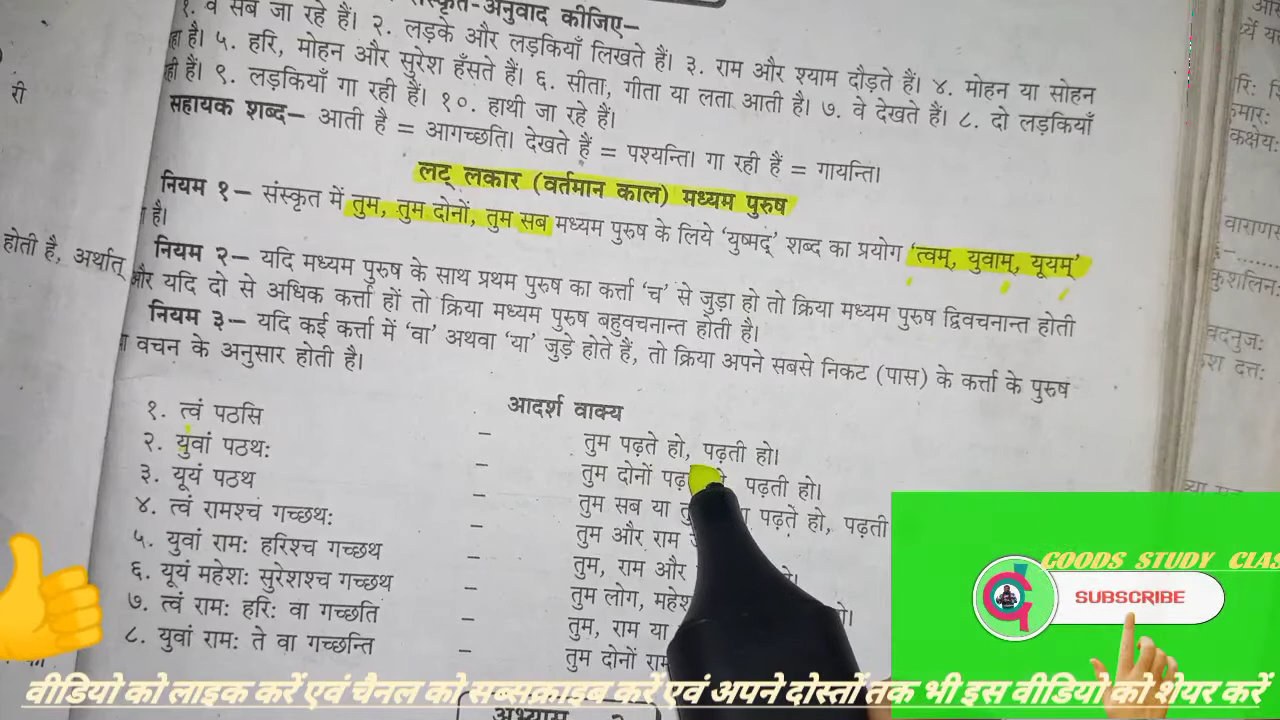 संस्कृत-अनुवाद कीजिए–
१. वे सब जा रहे हैं। २. लड़के और लड़कियाँ लिखते हैं। ३. राम और श्याम दौड़ते हैं। ४. मोहन या सोहन
है। ५. हरि, मोहन और सुरेश हँसते हैं। ६. सीता, गीता या लता आती है। ७. वे देखते हैं। ८. दो लड़कियाँ
हैं। ९. लड़कियाँ गा रही हैं। १०. हाथी जा रहे हैं।
सहायक शब्द– आती है = आगच्छति। देखते हैं = पश्यन्ति। गा रही हैं = गायन्ति।
लट् लकार (वर्तमान काल) मध्यम पुरुष
नियम १– संस्कृत में तुम, तुम दोनों, तुम सब मध्यम पुरुष के लिये ‘युष्मद्’ शब्द का प्रयोग ‘त्वम्, युवाम्, यूयम्’
है।
नियम २– यदि मध्यम पुरुष के साथ प्रथम पुरुष का कर्त्ता ‘च’ से जुड़ा हो तो क्रिया मध्यम पुरुष द्विवचनान्त होती
और यदि दो से अधिक कर्त्ता हों तो क्रिया मध्यम पुरुष बहुवचनान्त होती है।
नियम ३– यदि कई कर्त्ता में ‘वा’ अथवा ‘या’ जुड़े होते हैं, तो क्रिया अपने सबसे निकट (पास) के कर्त्ता के पुरुष
वचन के अनुसार होती है।
आदर्श वाक्य
१. त्वं पठसि – तुम पढ़ते हो, पढ़ती हो।
२. युवां पठथः – तुम दोनों पढ़ पढ़ती हो।
३. यूयं पठथ – तुम सब या पढ़ते हो, पढ़ती
४. त्वं रामश्च गच्छथः – तुम और राम
५. युवां रामः हरिश्च गच्छथ – तुम, राम और
६. यूयं महेशः सुरेशश्च गच्छथ – तुम लोग, महेश
७. त्वं रामः हरिः वा गच्छति – तुम, राम या
८. युवां रामः ते वा गच्छन्ति – तुम दोनों राम
होती है, अर्थात्
री
वाराणस
कुशलिन
वदनुजः
दत्तः
GOODS STUDY CLAS
SUBSCRIBE
वीडियो को लाइक करें एवं चैनल को सब्सक्राइब करें एवं अपने दोस्तों तक भी इस वीडियो को शेयर करें